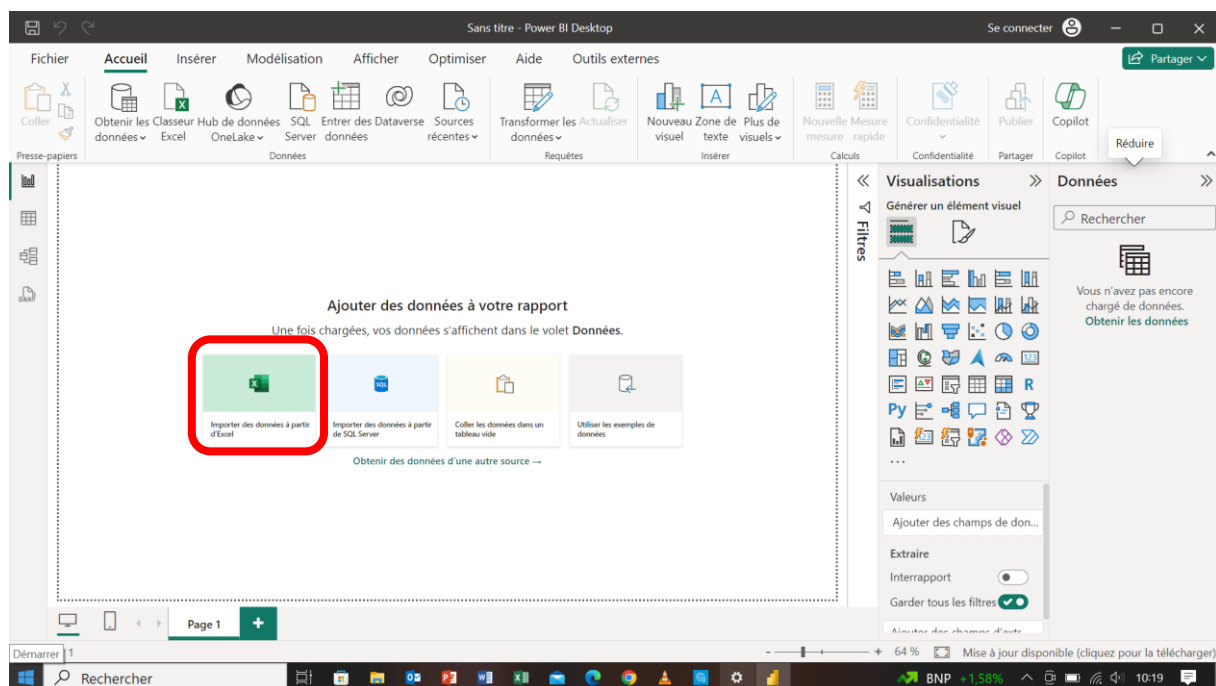 Sans titre - Power BI Desktop
Se connecter
Fichier Accueil Insérer Modélisation Afficher Optimiser Aide Outils externes
Partager
Coller
Obtenir les données
Classeur Excel
Hub de données OneLake
SQL Server
Entrer des données
Dataverse
Sources récentes
Transformer les données
Actualiser
Nouveau visuel
Zone de texte
Plus de visuels
Nouvelle mesure
Mesure rapide
Confidentialité
Publier
Copilot
Réduire
Presse-papiers
Données
Requêtes
Insérer
Calculs
Confidentialité
Partager
Copilot
Filtres
Visualisations
Générer un élément visuel
Données
Rechercher
Vous n'avez pas encore
chargé de données.
Obtenir les données
Ajouter des données à votre rapport
Une fois chargées, vos données s'affichent dans le volet Données.
SQL
Importer des données à partir
d'Excel
Importer des données à partir
de SQL Server
Coller les données dans un
tableau vide
Utiliser les exemples de
données
Obtenir des données d'une autre source →
123
R
Py
...
Valeurs
Ajouter des champs de don...
Extraire
Interrapport
Garder tous les filtres
Ajouter des champs d'extr...
Page 1
+
Démarrer 1
- + 64 %
Mise à jour disponible (cliquez pour la télécharger)
Rechercher
BNP +1,58%
10:19